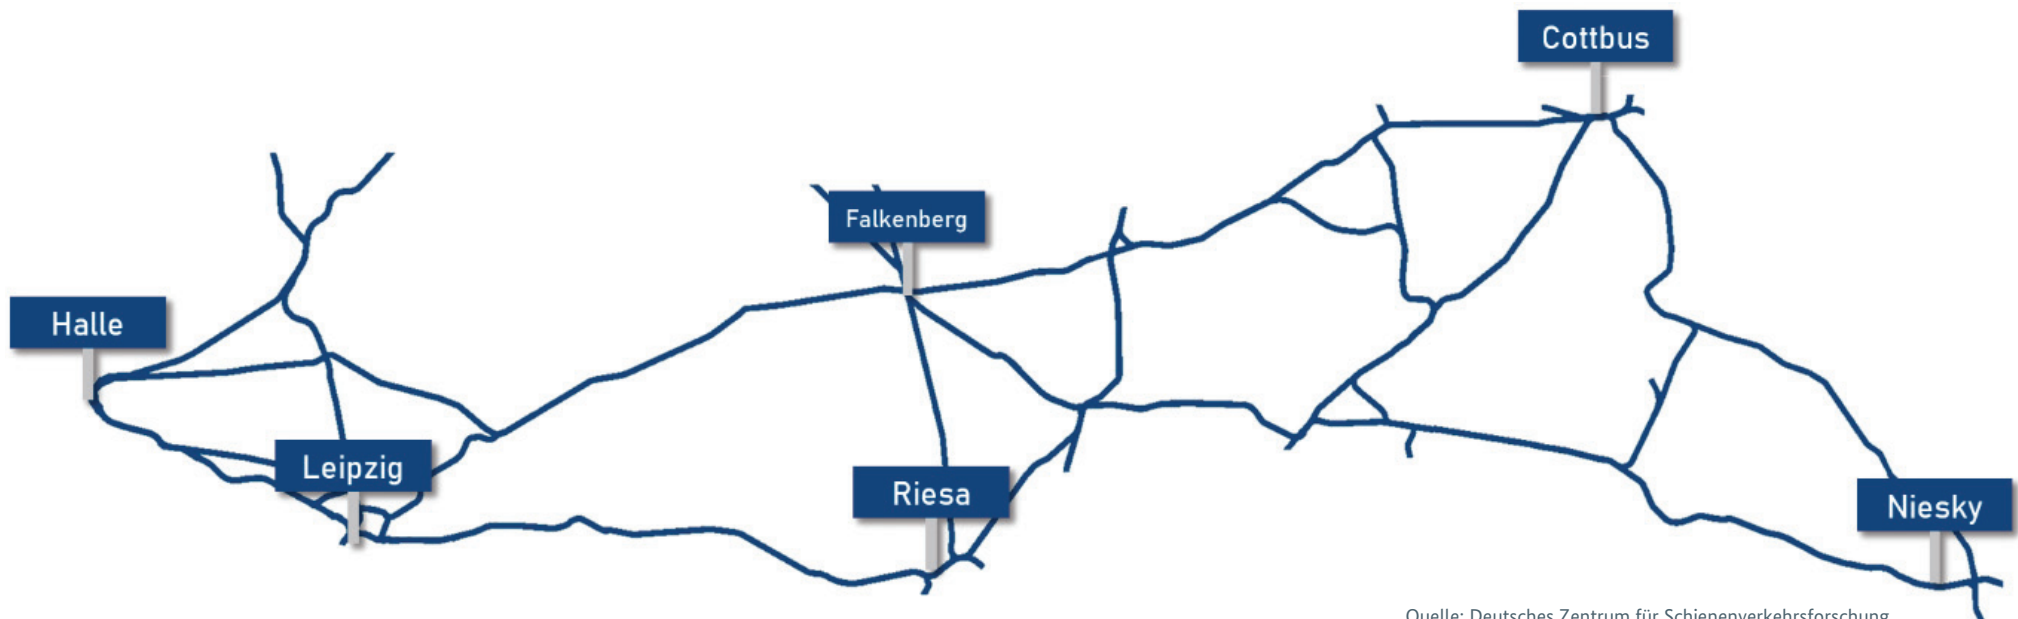 Cottbus
Falkenberg
Halle
Leipzig
Riesa
Niesky
Quelle: Deutsches Zentrum für Schienenverkehrsforschung